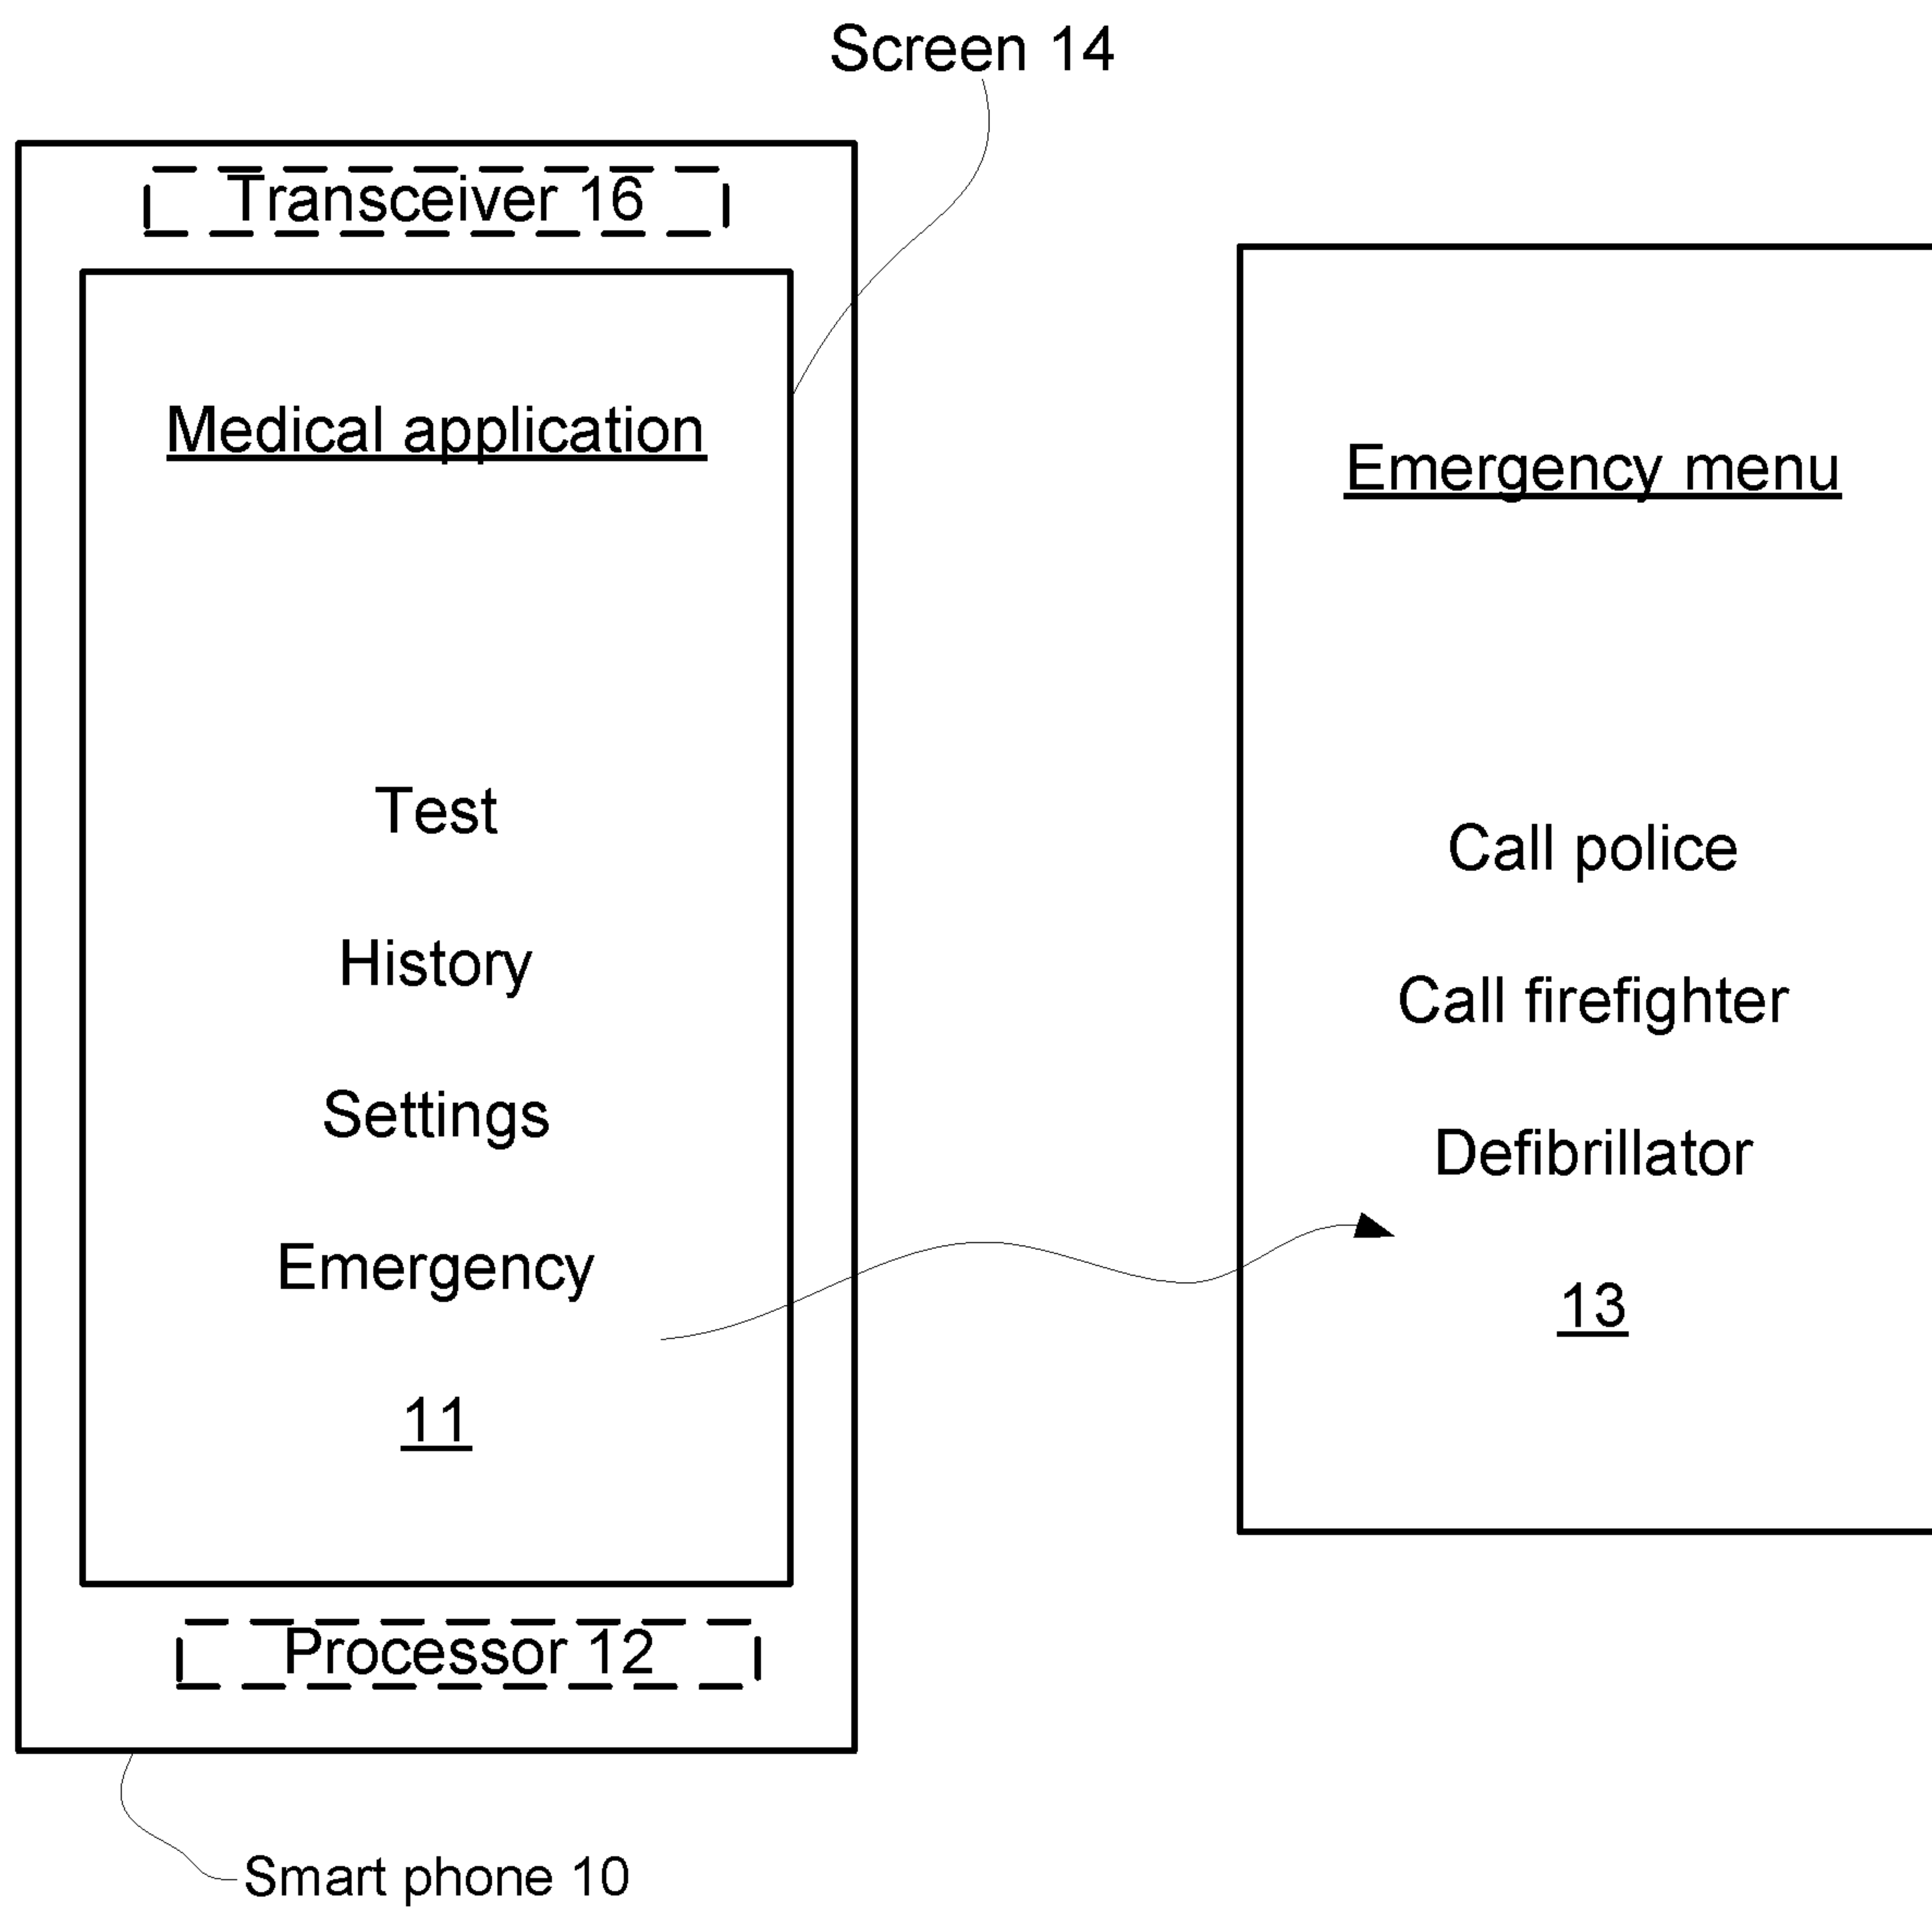 Screen 14
Transceiver 16
Medical application
Test
History
Settings
Emergency
11
Processor 12
Smart phone 10
Emergency menu
Call police
Call firefighter
Defibrillator
13